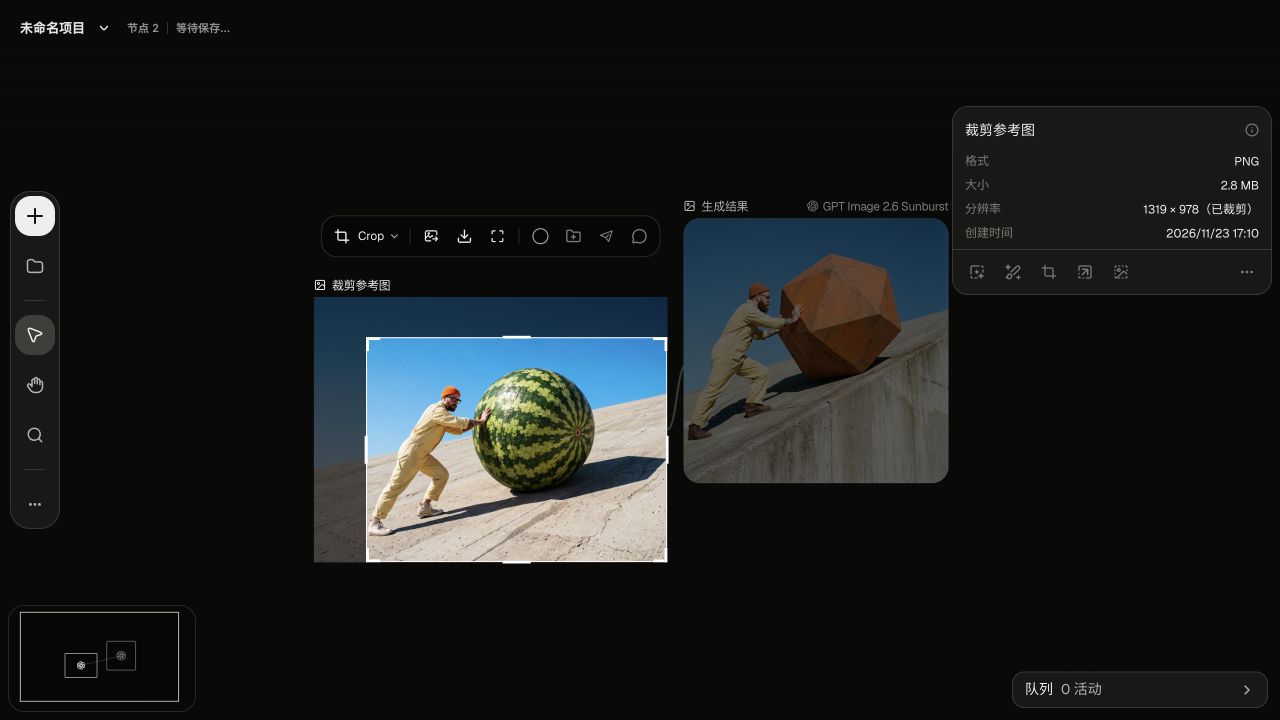 未命名项目
节点 2
等待保存...
裁剪参考图
格式 PNG
大小 2.8 MB
分辨率 1319 × 978（已裁剪）
创建时间 2026/11/23 17:10
生成结果
GPT Image 2.6 Sunburst
Crop
裁剪参考图
队列 0 活动